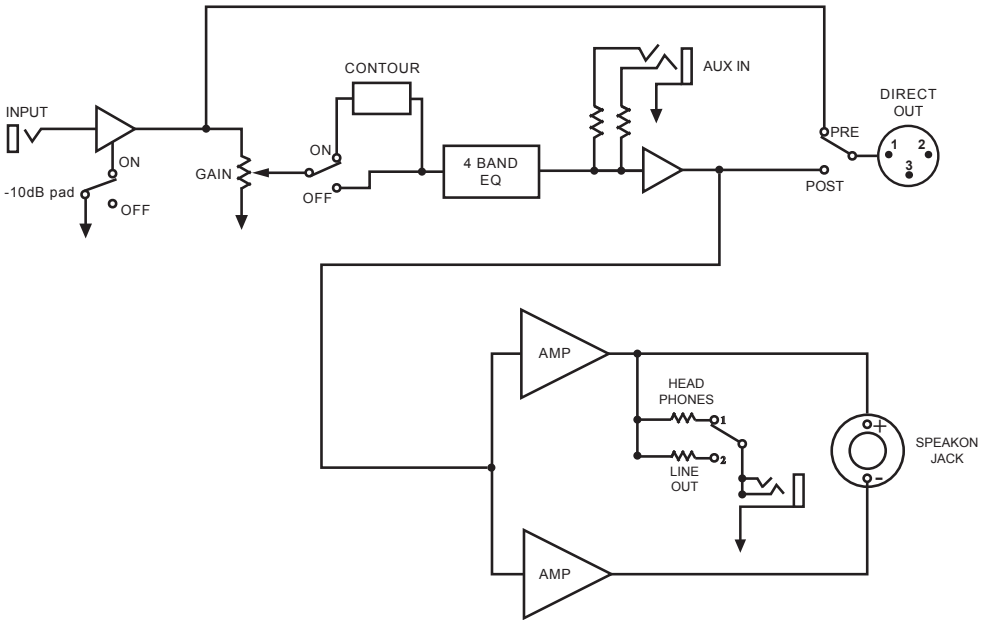 INPUT
-10dB pad
ON
OFF
GAIN
CONTOUR
ON
OFF
4 BAND
EQ
AUX IN
DIRECT
OUT
PRE
POST
1
2
3
AMP
HEAD
PHONES
1
2
LINE
OUT
+
-
SPEAKON
JACK
AMP